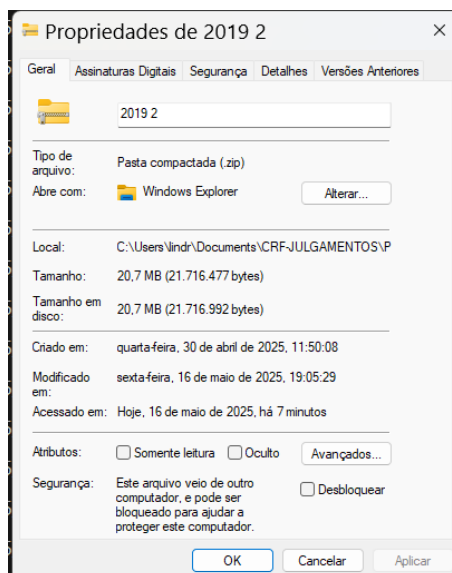 Propriedades de 2019 2
Geral Assinaturas Digitais Segurança Detalhes Versões Anteriores
2019 2
Tipo de
arquivo:
Pasta compactada (.zip)
Abre com: Windows Explorer Alterar...
Local: C:\Users\lindr\Documents\CRF-JULGAMENTOS\P
Tamanho: 20,7 MB (21.716.477 bytes)
Tamanho em
disco:
20,7 MB (21.716.992 bytes)
Criado em: quarta-feira, 30 de abril de 2025, 11:50:08
Modificado
em:
sexta-feira, 16 de maio de 2025, 19:05:29
Acessado em: Hoje, 16 de maio de 2025, há 7 minutos
Atributos: Somente leitura Oculto Avançados...
Segurança: Este arquivo veio de outro
computador, e pode ser
bloqueado para ajudar a
proteger este computador.
Desbloquear
OK Cancelar Aplicar